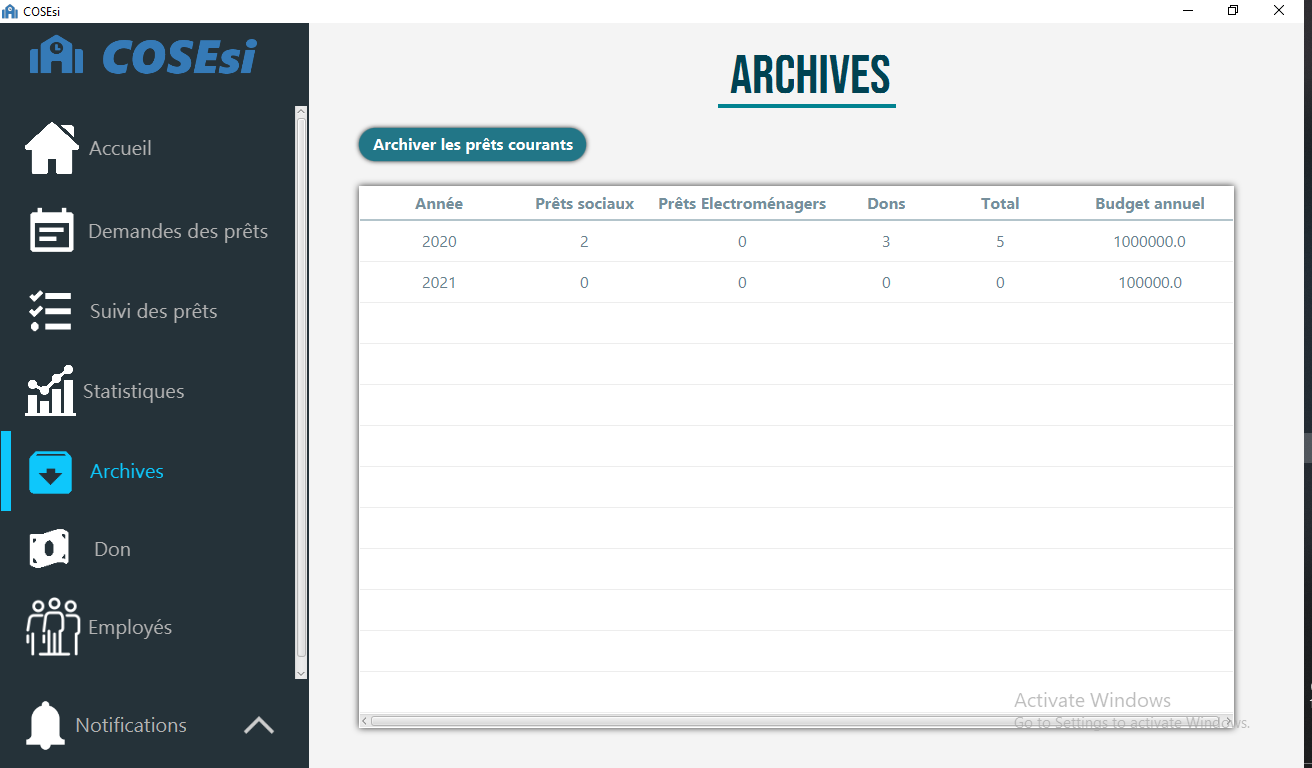 COSEsi
COSEsi
Accueil
Demandes des prêts
Suivi des prêts
Statistiques
Archives
Don
Employés
Notifications
ARCHIVES
Archiver les prêts courants
Année Prêts sociaux Prêts Electroménagers Dons Total Budget annuel
2020 2 0 3 5 1000000.0
2021 0 0 0 0 100000.0
Activate Windows
Go to Settings to activate Windows.